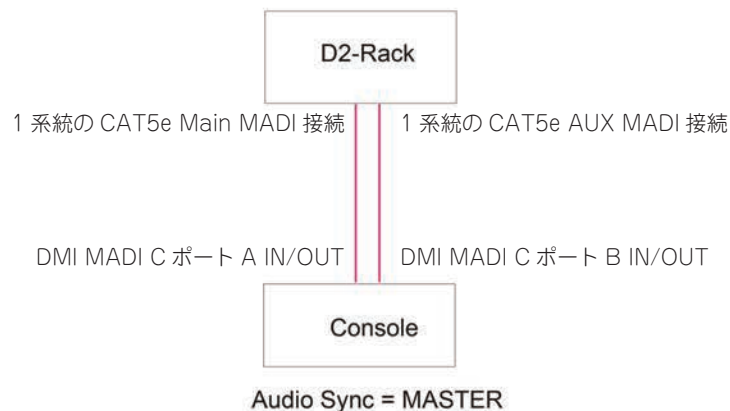 D2-Rack
1 系統の CAT5e Main MADI 接続
1 系統の CAT5e AUX MADI 接続
DMI MADI C ポート A IN/OUT
DMI MADI C ポート B IN/OUT
Console
Audio Sync = MASTER